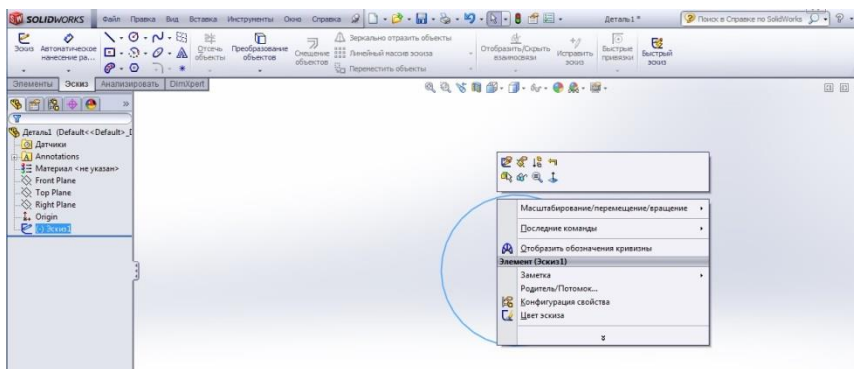 SOLIDWORKS Файл Правка Вид Вставка Инструменты Окно Справка Деталь1 * Поиск в Справке по SolidWorks
Эскиз Автоматическое нанесение ра... Отсечь объекты Преобразование объектов Смещение объектов Зеркально отразить объекты Отобразить/Скрыть взаимосвязи Исправить эскиз Быстрые привязки Быстрый эскиз
Линейный массив эскиза
Переместить объекты
Элементы Эскиз Анализировать DimXpert
Деталь1 (Default<<Default>_D
Датчики
Annotations
Материал <не указан>
Front Plane
Top Plane
Right Plane
Origin
(-) Эскиз1
Масштабирование/перемещение/вращение
Последние команды
Отобразить обозначения кривизны
Элемент (Эскиз1)
Заметка
Родитель/Потомок...
Конфигурация свойства
Цвет эскиза